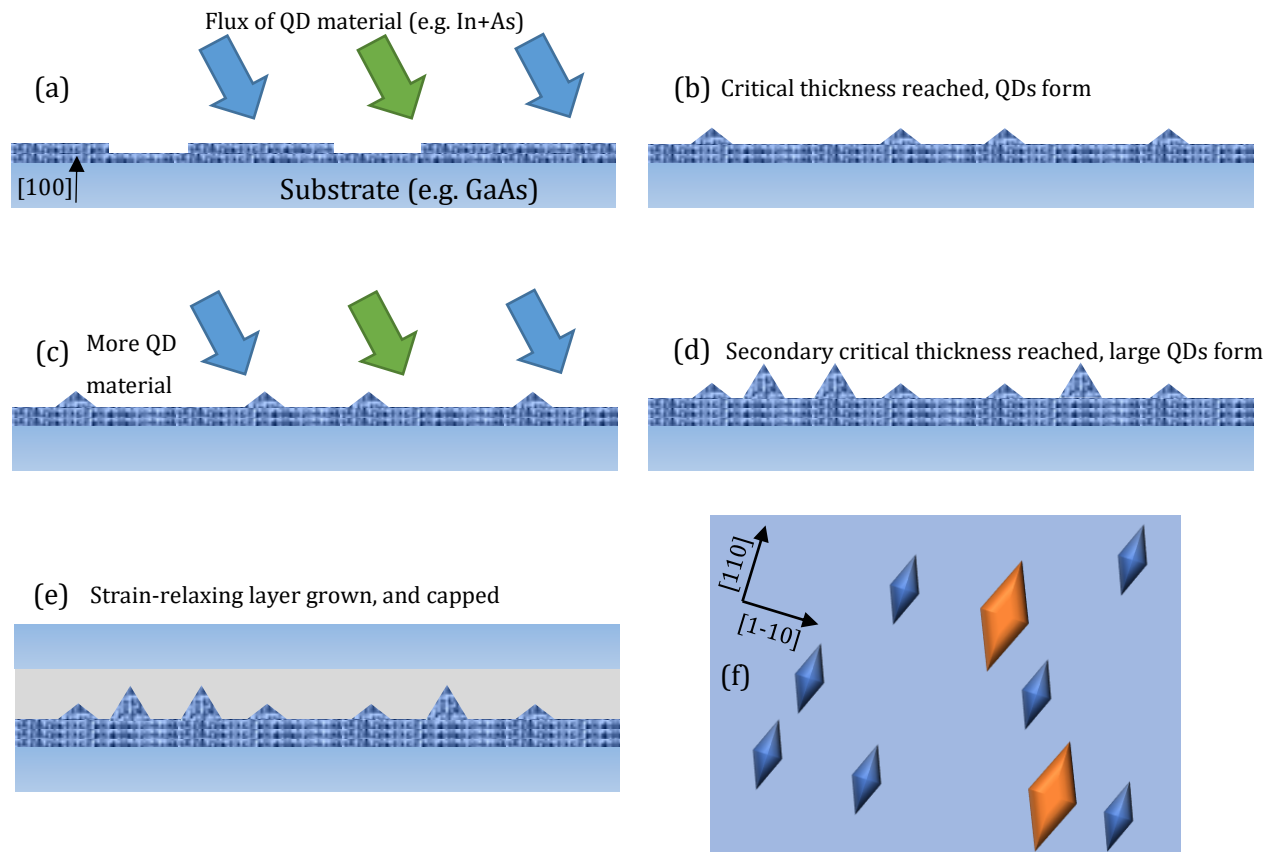 Flux of QD material (e.g. In+As)
(a)
[100]
Substrate (e.g. GaAs)
(b) Critical thickness reached, QDs form
(c) More QD
material
(d) Secondary critical thickness reached, large QDs form
(e) Strain-relaxing layer grown, and capped
[110]
[1-10]
(f)